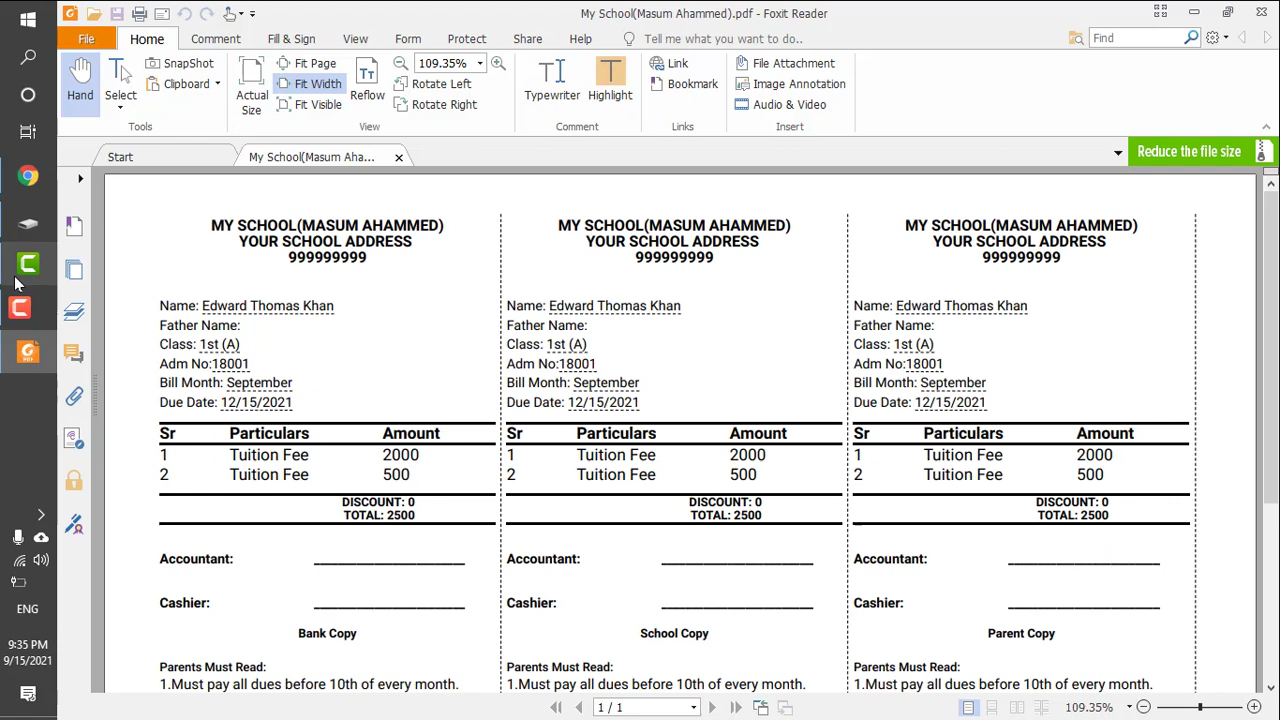 My School(Masum Ahammed).pdf - Foxit Reader
File Home Comment Fill & Sign View Form Protect Share Help Tell me what you want to do.. Find
Hand
Select
SnapShot
Clipboard
Tools
Actual Size
Fit Page
Fit Width
Fit Visible
Reflow
109.35%
Rotate Left
Rotate Right
View
Typewriter
Highlight
Comment
Link
Bookmark
Links
File Attachment
Image Annotation
Audio & Video
Insert
Start
My School(Masum Aha...
Reduce the file size
MY SCHOOL(MASUM AHAMMED)
YOUR SCHOOL ADDRESS
999999999
Name: Edward Thomas Khan
Father Name:
Class: 1st (A)
Adm No:18001
Bill Month: September
Due Date: 12/15/2021
Sr Particulars Amount
1 Tuition Fee 2000
2 Tuition Fee 500
DISCOUNT: 0
TOTAL: 2500
Accountant: ____________________
Cashier: ____________________
Bank Copy
Parents Must Read:
1.Must pay all dues before 10th of every month.
MY SCHOOL(MASUM AHAMMED)
YOUR SCHOOL ADDRESS
999999999
Name: Edward Thomas Khan
Father Name:
Class: 1st (A)
Adm No:18001
Bill Month: September
Due Date: 12/15/2021
Sr Particulars Amount
1 Tuition Fee 2000
2 Tuition Fee 500
DISCOUNT: 0
TOTAL: 2500
Accountant: ____________________
Cashier: ____________________
School Copy
Parents Must Read:
1.Must pay all dues before 10th of every month.
MY SCHOOL(MASUM AHAMMED)
YOUR SCHOOL ADDRESS
999999999
Name: Edward Thomas Khan
Father Name:
Class: 1st (A)
Adm No:18001
Bill Month: September
Due Date: 12/15/2021
Sr Particulars Amount
1 Tuition Fee 2000
2 Tuition Fee 500
DISCOUNT: 0
TOTAL: 2500
Accountant: ____________________
Cashier: ____________________
Parent Copy
Parents Must Read:
1.Must pay all dues before 10th of every month.
ENG
9:35 PM
9/15/2021
1 / 1
109.35%